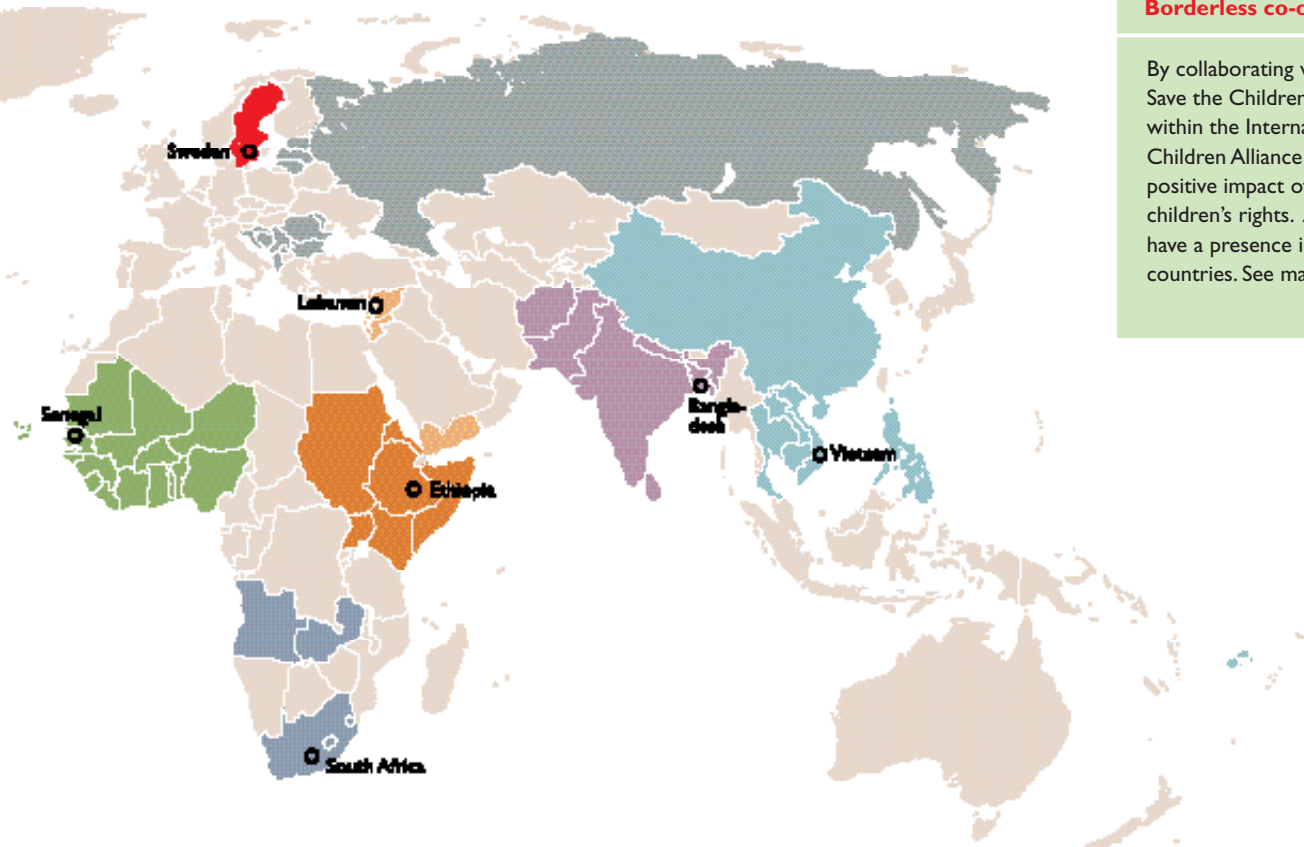 Borderless co-o
By collaborating w
Save the Children
within the Interna
Children Alliance
positive impact of
children’s rights. A
have a presence i
countries. See ma
Sweden
Lebanon
Senegal
Bangla-
desh
Vietnam
Ethiopia
South Africa